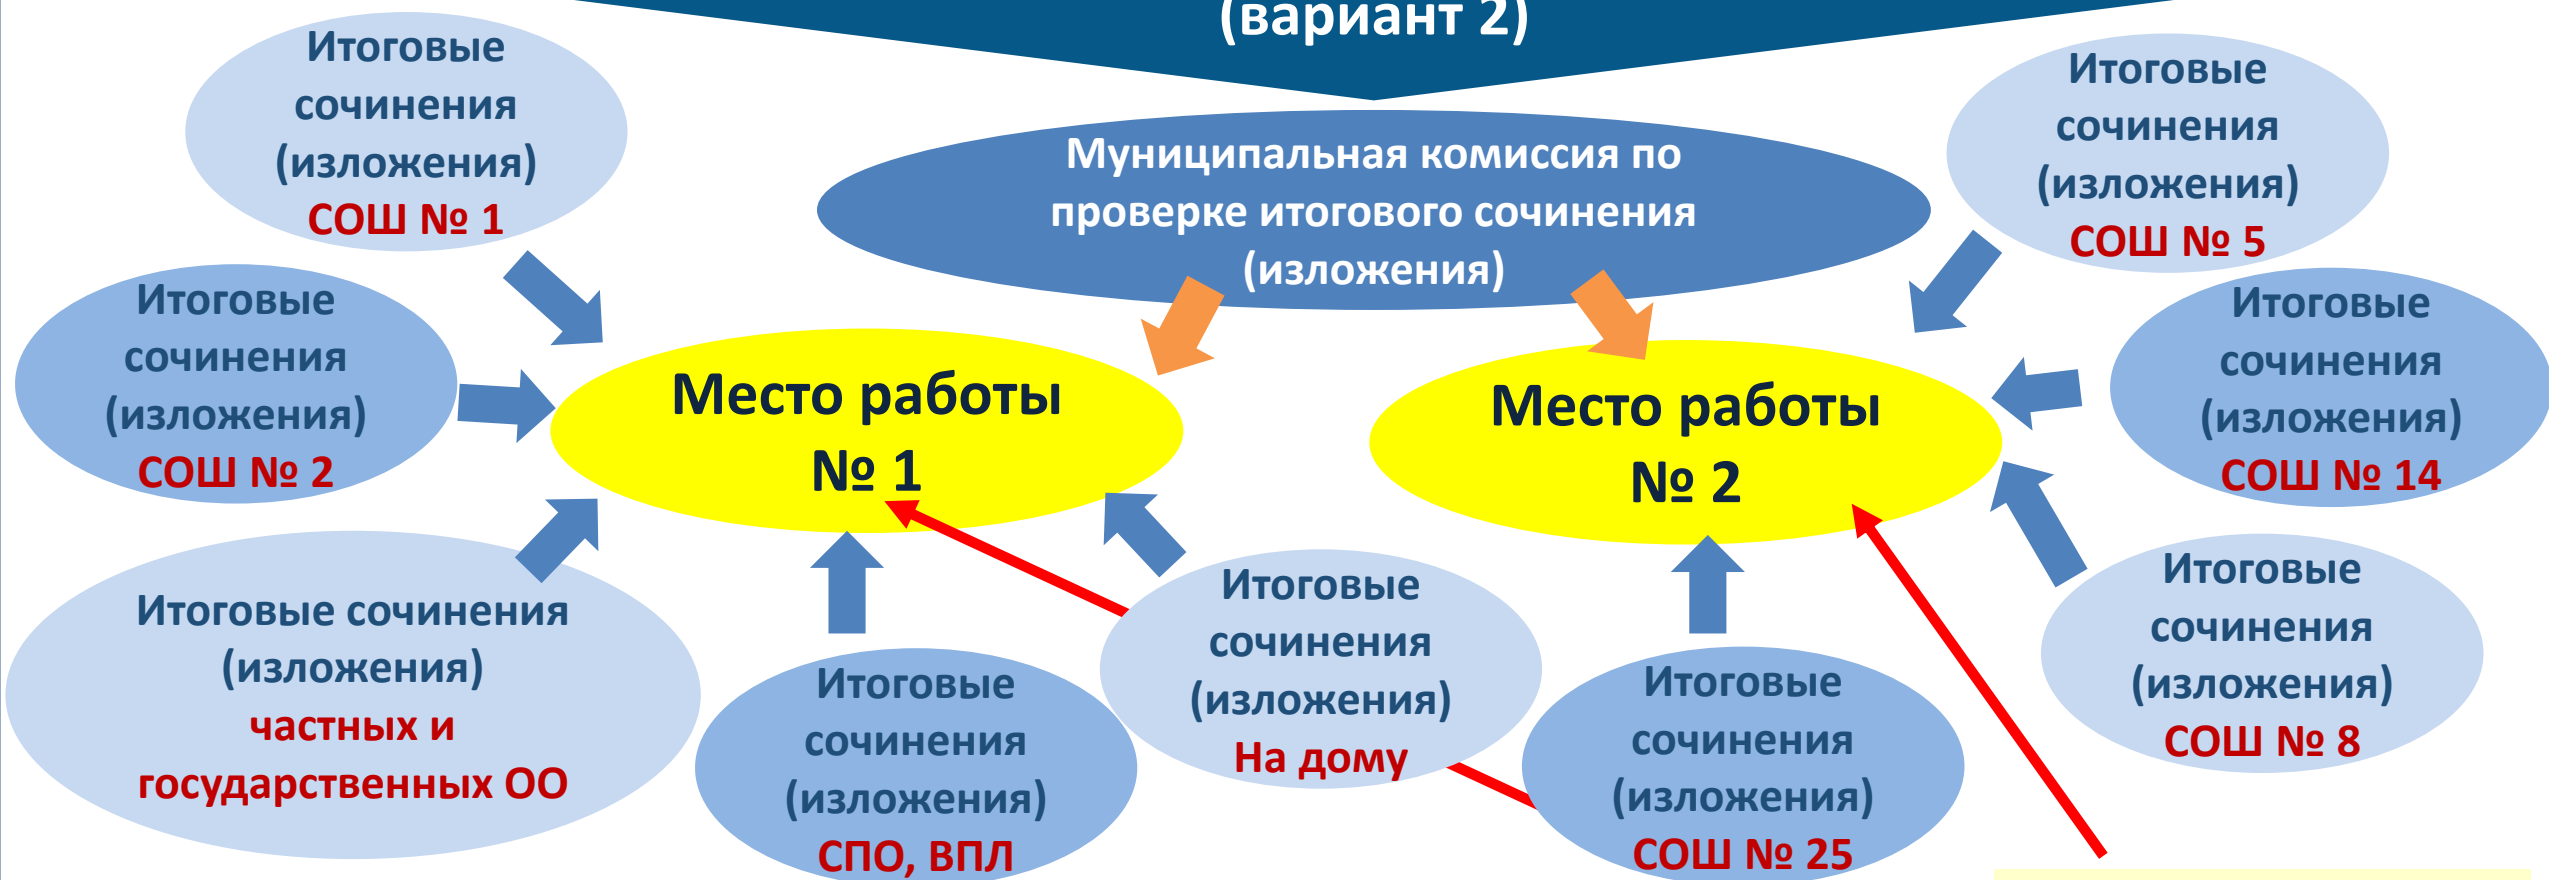 (вариант 2)
Итоговые
сочинения
(изложения)
СОШ № 1
Муниципальная комиссия по
проверке итогового сочинения
(изложения)
Итоговые
сочинения
(изложения)
СОШ № 5
Итоговые
сочинения
(изложения)
СОШ № 2
Место работы
№ 1
Место работы
№ 2
Итоговые
сочинения
(изложения)
СОШ № 14
Итоговые сочинения
(изложения)
частных и
государственных ОО
Итоговые
сочинения
(изложения)
СПО, ВПЛ
Итоговые
сочинения
(изложения)
На дому
Итоговые
сочинения
(изложения)
СОШ № 25
Итоговые
сочинения
(изложения)
СОШ № 8